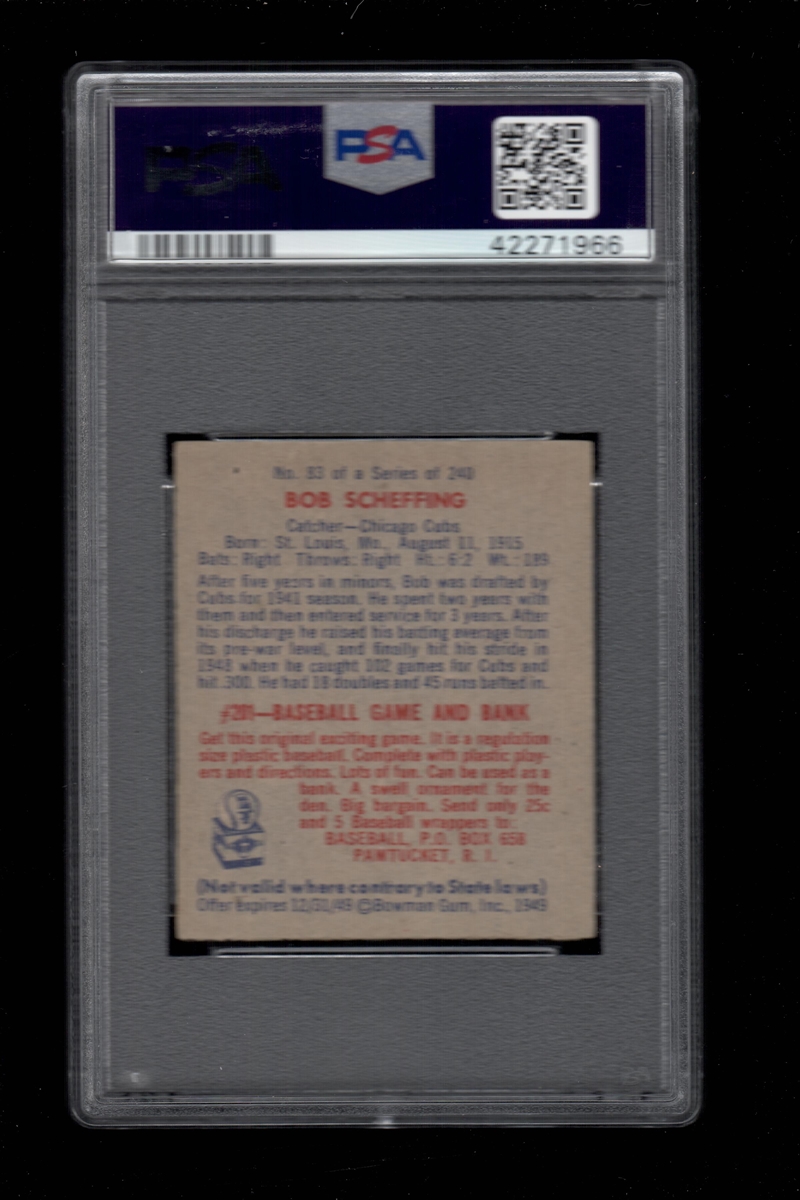 PSA
PSA
42271966
No. 83 of a Series of 240
BOB SCHEFFING
Catcher—Chicago Cubs
Born: St. Louis, Mo., August 11, 1915
Bats: Right Throws: Right Ht.: 6:2 Wt.: 189
After five years in minors, Bob was drafted by
Cubs for 1941 season. He spent two years with
them and then entered service for 3 years. After
his discharge he raised his batting average from
its pre-war level, and finally hit his stride in
1948 when he caught 102 games for Cubs and
hit .300. He had 18 doubles and 45 runs batted in.
#201—BASEBALL GAME AND BANK
Get this original exciting game. It is a regulation
size plastic baseball. Complete with plastic play-
ers and directions. Lots of fun. Can be used as a
bank. A swell ornament for the
den. Big bargain. Send only 25c
and 5 Baseball wrappers to:
BASEBALL, P.O. BOX 658
PAWTUCKET, R. I.
(Not valid where contrary to State laws)
Offer Expires 12/31/49 ©Bowman Gum, Inc., 1949